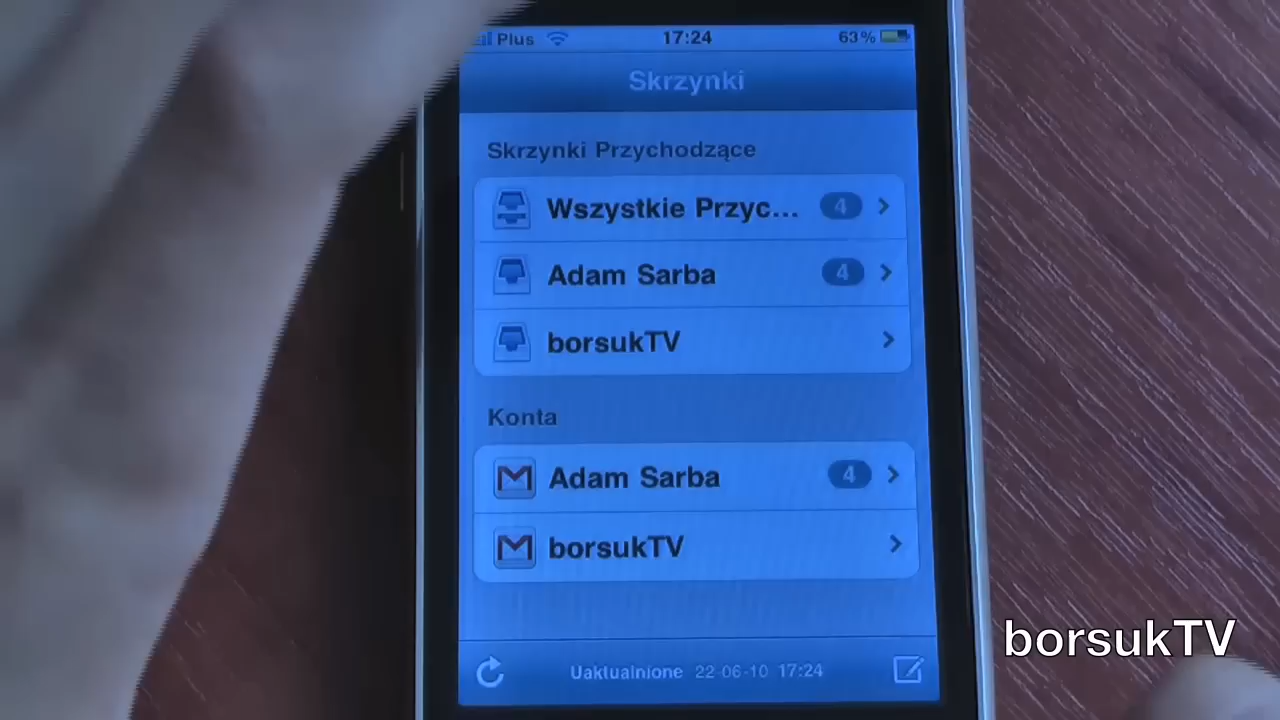 Plus 17:24 63%
Skrzynki
Skrzynki Przychodzące
Wszystkie Przyc... 4
Adam Sarba 4
borsukTV
Konta
Adam Sarba 4
borsukTV
Uaktualnione 22-06-10 17:24
borsukTV